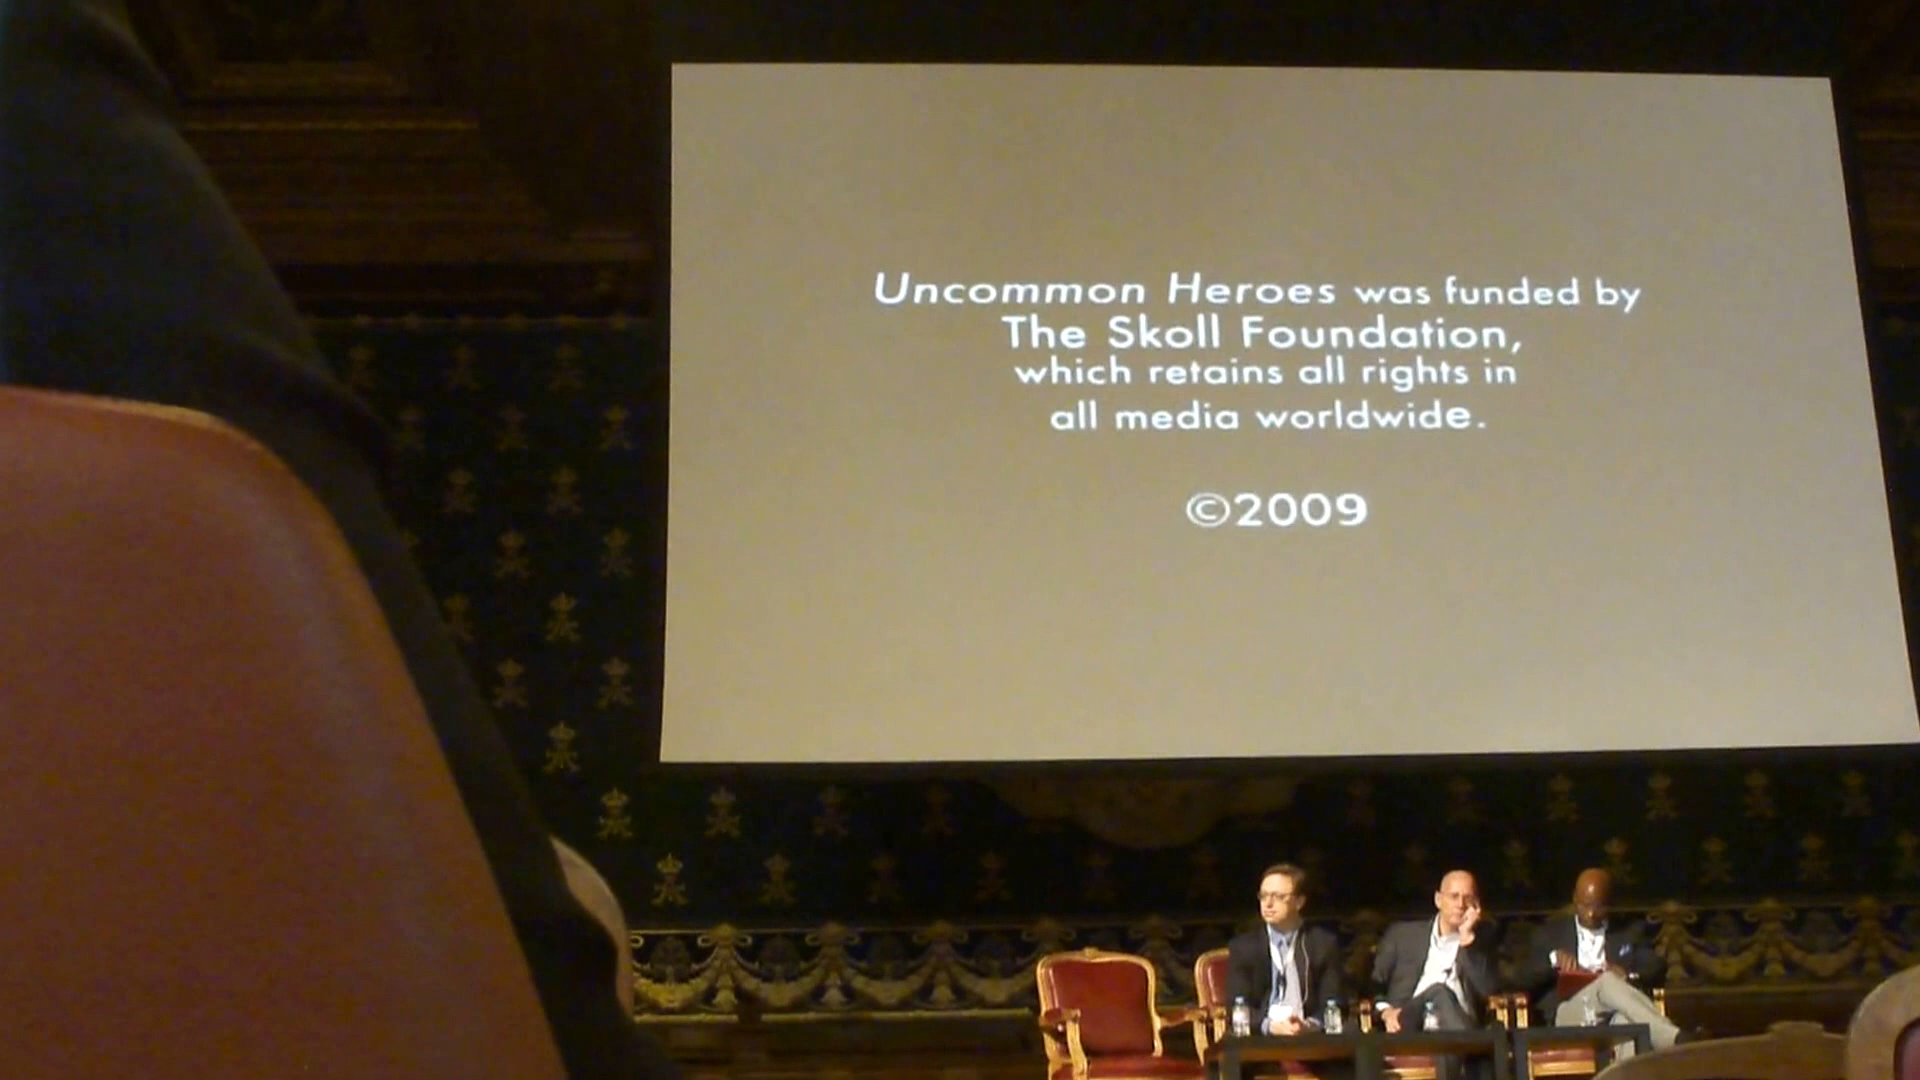 Uncommon Heroes was funded by
The Skoll Foundation,
which retains all rights in
all media worldwide.
©2009